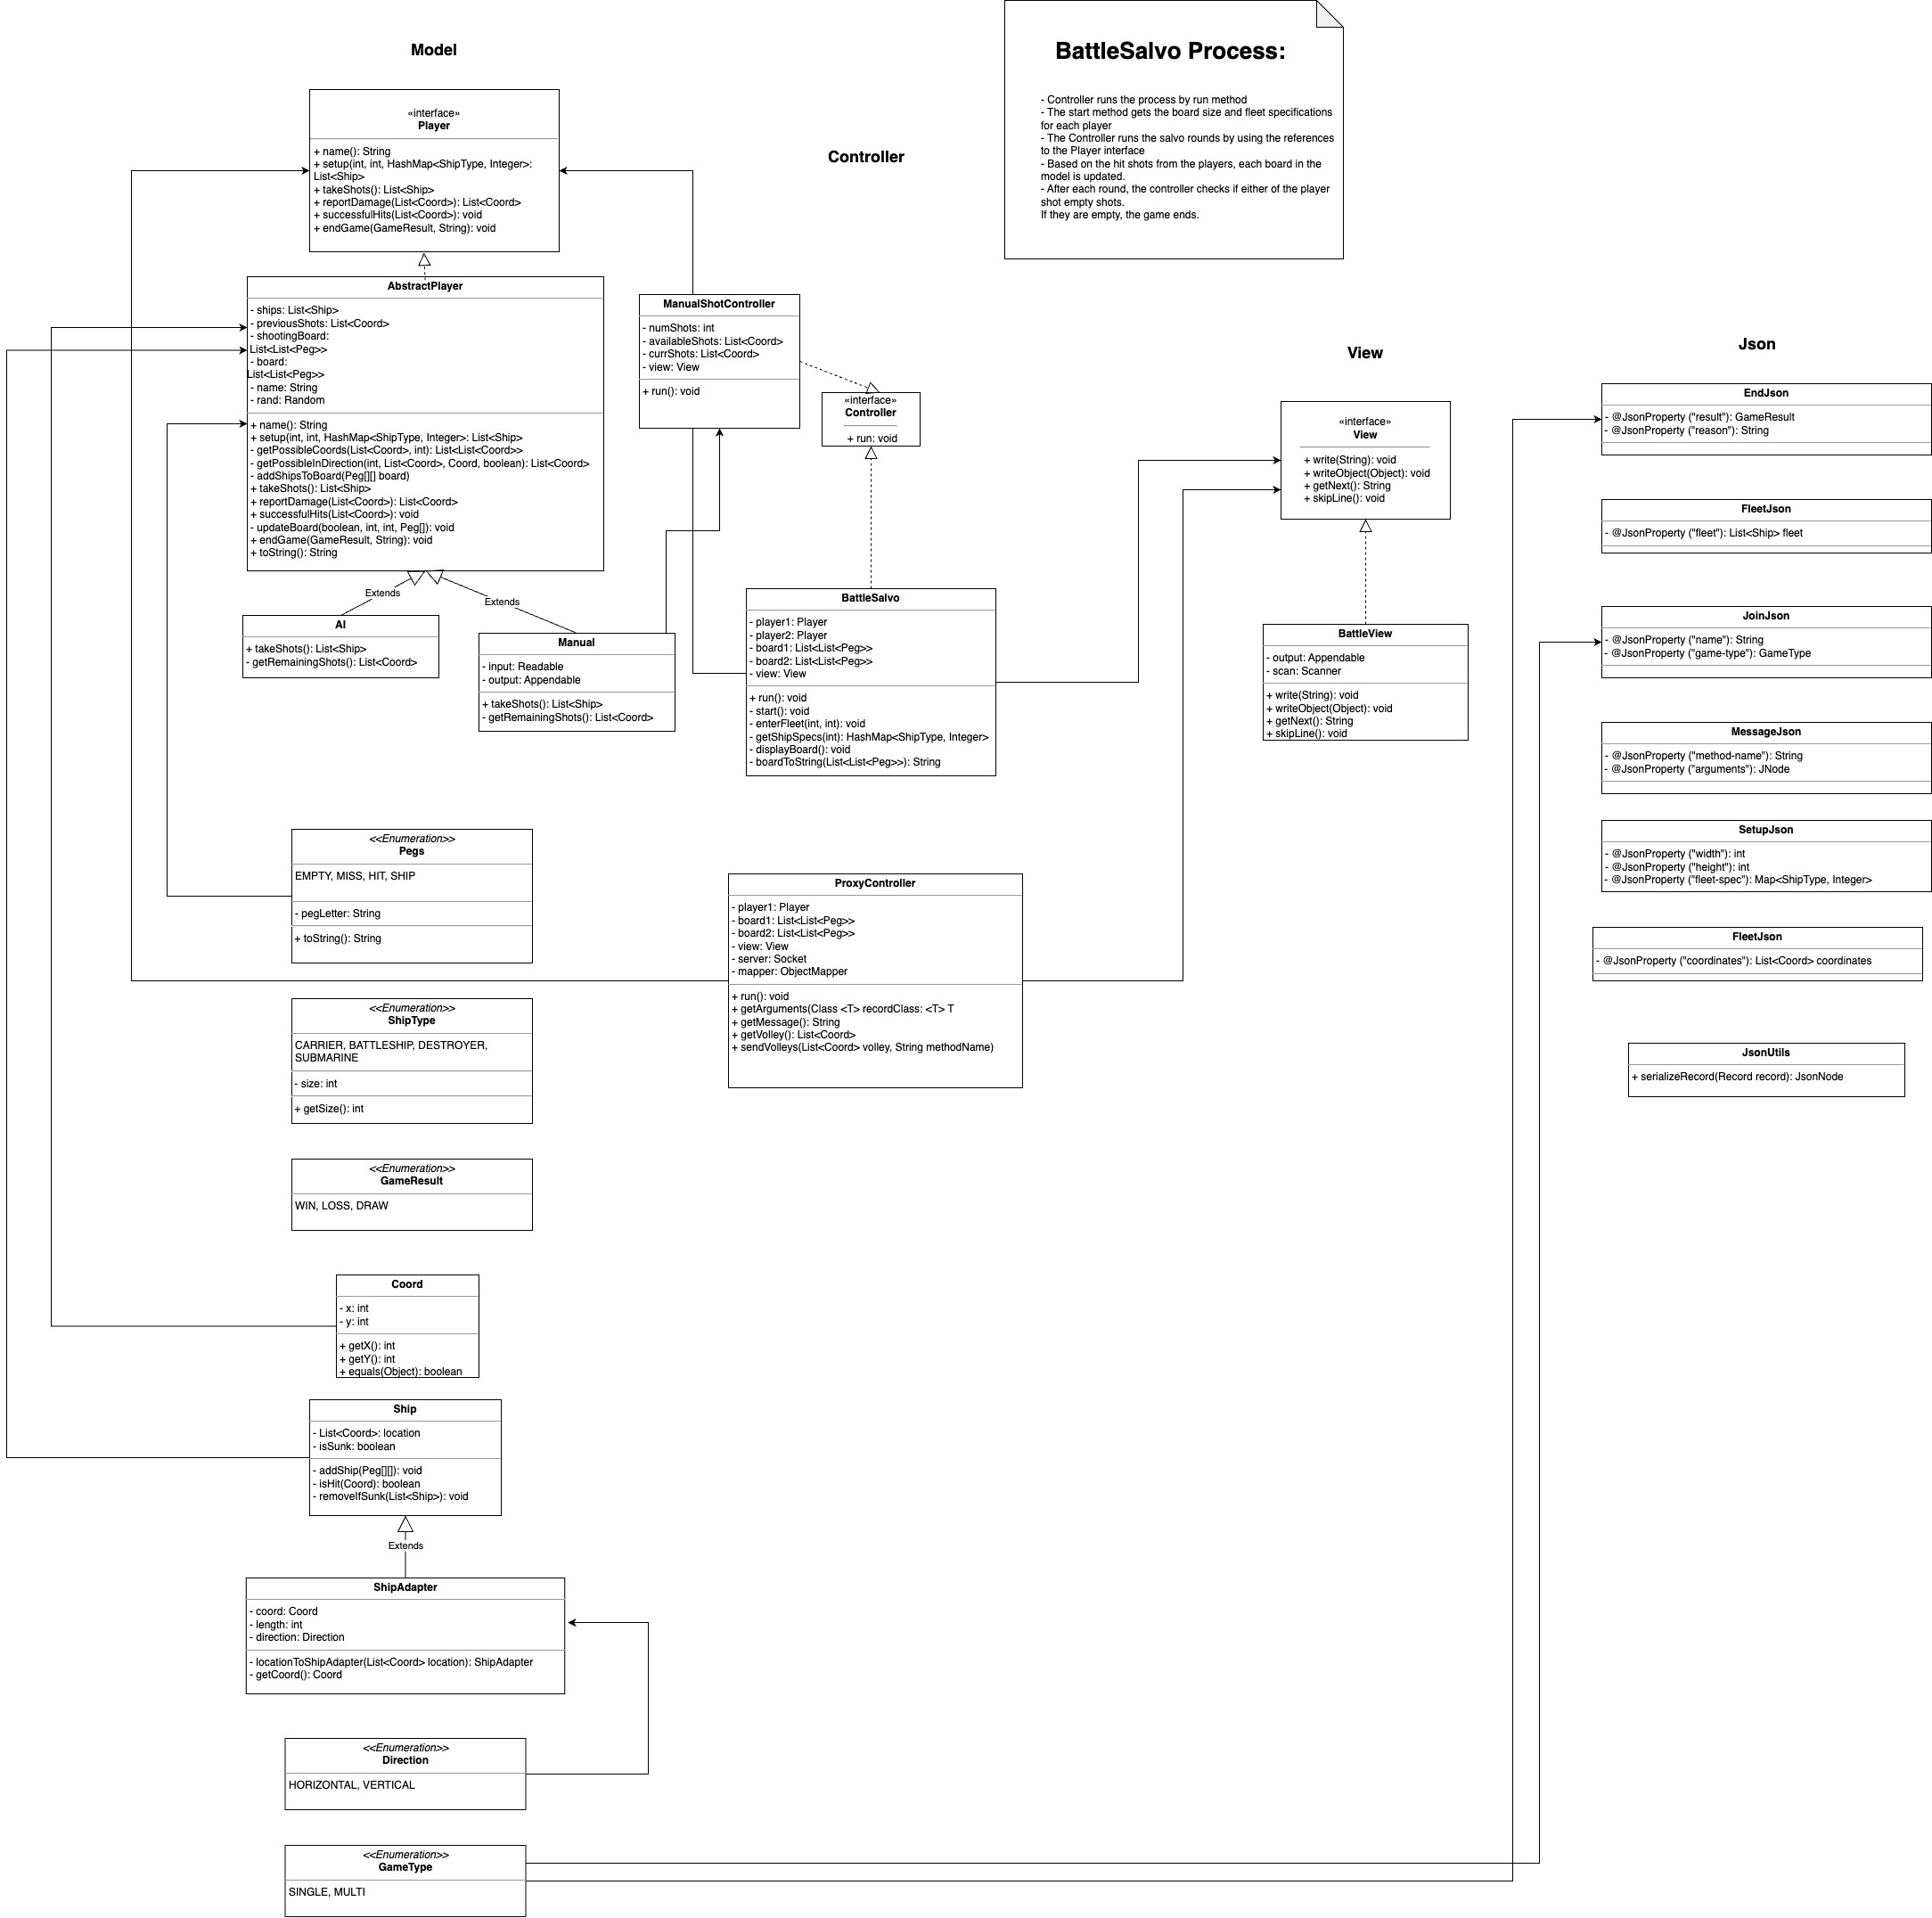 Model
«interface»
Player
+ name(): String
+ setup(int, int, HashMap<ShipType, Integer>:
List<Ship>
+ takeShots(): List<Ship>
+ reportDamage(List<Coord>): List<Coord>
+ successfulHits(List<Coord>): void
+ endGame(GameResult, String): void
AbstractPlayer
- ships: List<Ship>
- previousShots: List<Coord>
- shootingBoard:
List<List<Peg>>
- board:
List<List<Peg>>
- name: String
- rand: Random
+ name(): String
+ setup(int, int, HashMap<ShipType, Integer>: List<Ship>
- getPossibleCoords(List<Coord>, int): List<List<Coord>>
- getPossibleInDirection(int, List<Coord>, Coord, boolean): List<Coord>
- addShipsToBoard(Peg[][] board)
+ takeShots(): List<Ship>
+ reportDamage(List<Coord>): List<Coord>
+ successfulHits(List<Coord>): void
- updateBoard(boolean, int, int, Peg[]): void
+ endGame(GameResult, String): void
+ toString(): String
Extends
Extends
AI
+ takeShots(): List<Ship>
- getRemainingShots(): List<Coord>
Manual
- input: Readable
- output: Appendable
+ takeShots(): List<Ship>
- getRemainingShots(): List<Coord>
<<Enumeration>>
Pegs
EMPTY, MISS, HIT, SHIP
- pegLetter: String
+ toString(): String
<<Enumeration>>
ShipType
CARRIER, BATTLESHIP, DESTROYER,
SUBMARINE
- size: int
+ getSize(): int
<<Enumeration>>
GameResult
WIN, LOSS, DRAW
Coord
- x: int
- y: int
+ getX(): int
+ getY(): int
+ equals(Object): boolean
Ship
- List<Coord>: location
- isSunk: boolean
- addShip(Peg[][]): void
- isHit(Coord): boolean
- removeIfSunk(List<Ship>): void
Extends
ShipAdapter
- coord: Coord
- length: int
- direction: Direction
- locationToShipAdapter(List<Coord> location): ShipAdapter
- getCoord(): Coord
<<Enumeration>>
Direction
HORIZONTAL, VERTICAL
<<Enumeration>>
GameType
SINGLE, MULTI
Controller
ManualShotController
- numShots: int
- availableShots: List<Coord>
- currShots: List<Coord>
- view: View
+ run(): void
«interface»
Controller
+ run: void
BattleSalvo
- player1: Player
- player2: Player
- board1: List<List<Peg>>
- board2: List<List<Peg>>
- view: View
+ run(): void
- start(): void
- enterFleet(int, int): void
- getShipSpecs(int): HashMap<ShipType, Integer>
- displayBoard(): void
- boardToString(List<List<Peg>>): String
ProxyController
- player1: Player
- board1: List<List<Peg>>
- board2: List<List<Peg>>
- view: View
- server: Socket
- mapper: ObjectMapper
+ run(): void
+ getArguments(Class <T> recordClass: <T> T
+ getMessage(): String
+ getVolley(): List<Coord>
+ sendVolleys(List<Coord> volley, String methodName)
BattleSalvo Process:
- Controller runs the process by run method
- The start method gets the board size and fleet specifications
for each player
- The Controller runs the salvo rounds by using the references
to the Player interface
- Based on the hit shots from the players, each board in the
model is updated.
- After each round, the controller checks if either of the player
shot empty shots.
If they are empty, the game ends.
View
«interface»
View
+ write(String): void
+ writeObject(Object): void
+ getNext(): String
+ skipLine(): void
BattleView
- output: Appendable
- scan: Scanner
+ write(String): void
+ writeObject(Object): void
+ getNext(): String
+ skipLine(): void
Json
EndJson
- @JsonProperty ("result"): GameResult
- @JsonProperty ("reason"): String
FleetJson
- @JsonProperty ("fleet"): List<Ship> fleet
JoinJson
- @JsonProperty ("name"): String
- @JsonProperty ("game-type"): GameType
MessageJson
- @JsonProperty ("method-name"): String
- @JsonProperty ("arguments"): JNode
SetupJson
- @JsonProperty ("width"): int
- @JsonProperty ("height"): int
- @JsonProperty ("fleet-spec"): Map<ShipType, Integer>
FleetJson
- @JsonProperty ("coordinates"): List<Coord> coordinates
JsonUtils
+ serializeRecord(Record record): JsonNode